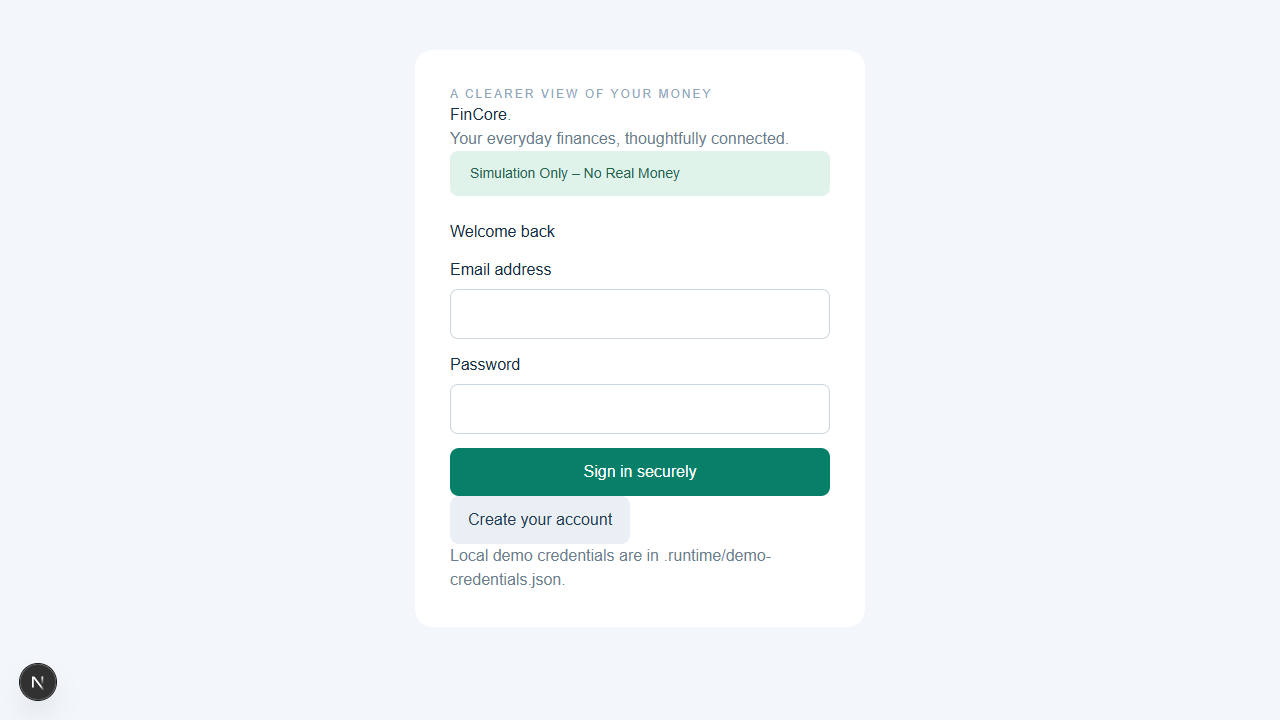 A CLEARER VIEW OF YOUR MONEY
FinCore.
Your everyday finances, thoughtfully connected.
Simulation Only – No Real Money
Welcome back
Email address
Password
Sign in securely
Create your account
Local demo credentials are in .runtime/demo-
credentials.json.
N